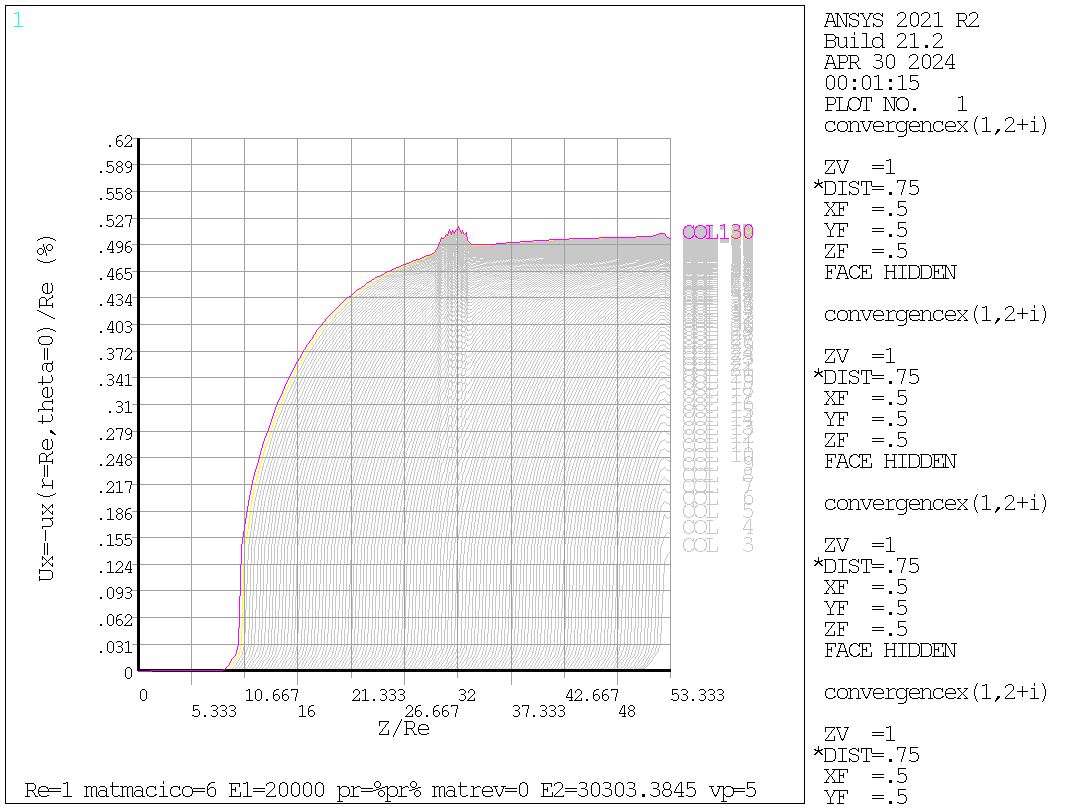 1
ANSYS 2021 R2
Build 21.2
APR 30 2024
00:01:15
PLOT NO. 1
convergencex(1,2+i)
ZV =1
*DIST=.75
XF =.5
YF =.5
ZF =.5
FACE HIDDEN
convergencex(1,2+i)
ZV =1
*DIST=.75
XF =.5
YF =.5
ZF =.5
FACE HIDDEN
convergencex(1,2+i)
ZV =1
*DIST=.75
XF =.5
YF =.5
ZF =.5
FACE HIDDEN
convergencex(1,2+i)
ZV =1
*DIST=.75
XF =.5
YF =.5
Ux=-ux(r=Re,theta=0)/Re (%)
.62
.589
.558
.527
.496
.465
.434
.403
.372
.341
.31
.279
.248
.217
.186
.155
.124
.093
.062
.031
0
COL130
COL 8
COL 7
COL 6
COL 5
COL 4
COL 3
0
5.333
10.667
16
21.333
26.667
32
37.333
42.667
48
53.333
Z/Re
Re=1 matmacico=6 E1=20000 pr=%pr% matrev=0 E2=30303.3845 vp=5